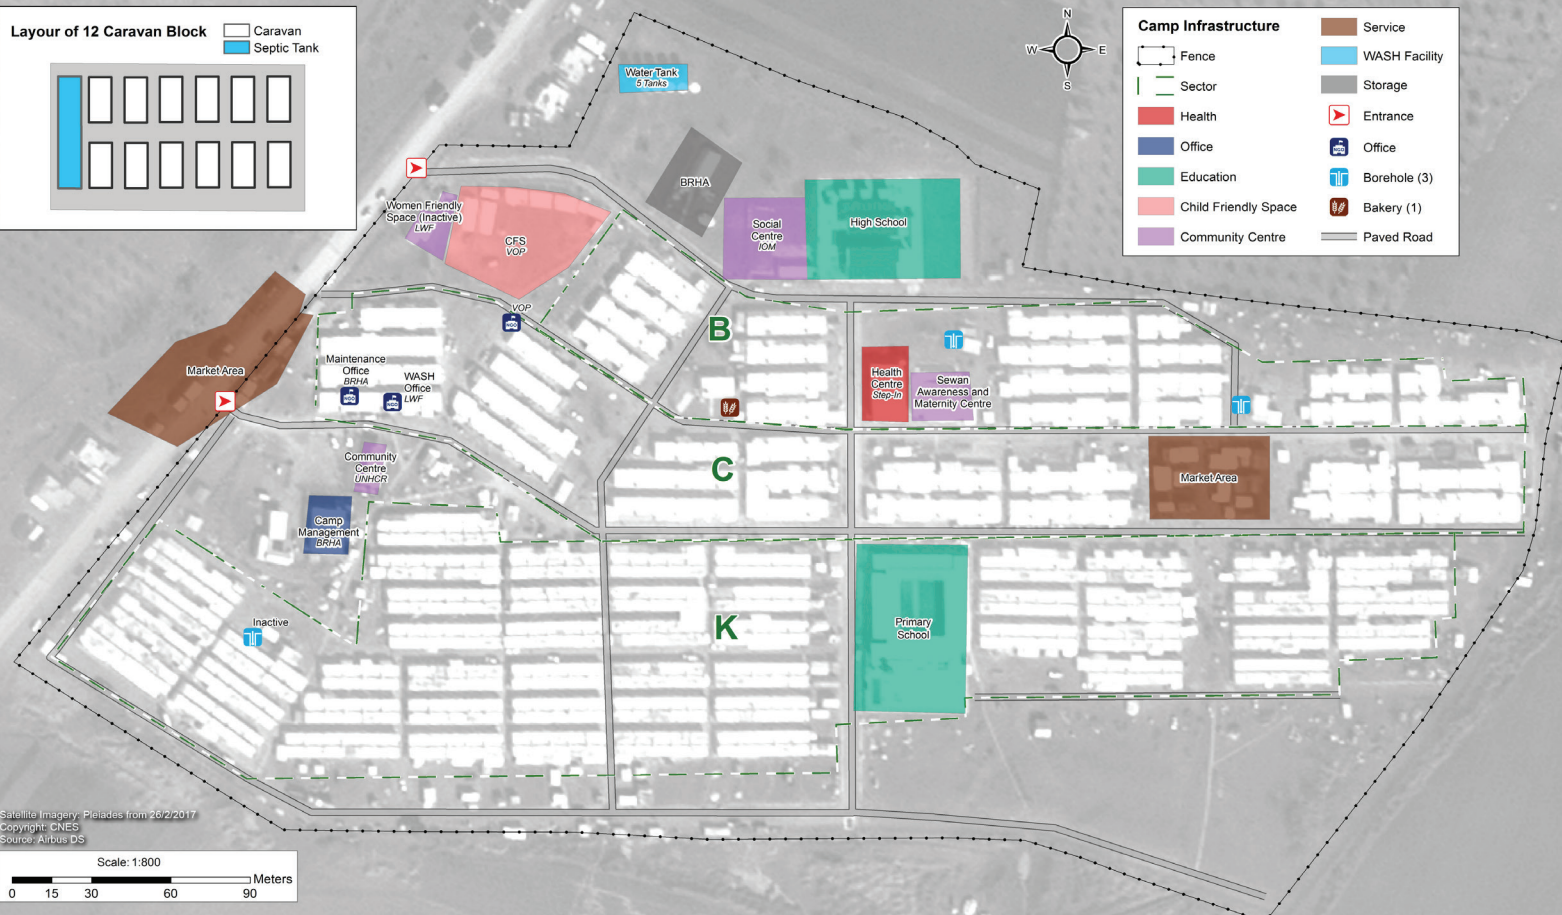 Layour of 12 Caravan Block
Caravan
Septic Tank
N
W
E
S
Camp Infrastructure
Fence
Sector
Health
Office
Education
Child Friendly Space
Community Centre
Service
WASH Facility
Storage
Entrance
NGO
Office
Borehole (3)
Bakery (1)
Paved Road
Water Tank
5 Tanks
BRHA
Women Friendly
Space (Inactive)
LWF
CFS
VOP
Social
Centre
IOM
High School
VOP
NGO
B
Market Area
Maintenance
Office
BRHA
NGO
WASH
Office
LWF
NGO
Health
Centre
Step-In
Sewan
Awareness and
Maternity Centre
Community
Centre
UNHCR
C
Market Area
Camp
Management
BRHA
Inactive
K
Primary
School
Satellite Imagery: Pleiades from 26/2/2017
Copyright: CNES
Source: Airbus DS
Scale: 1:800
Meters
0 15 30 60 90